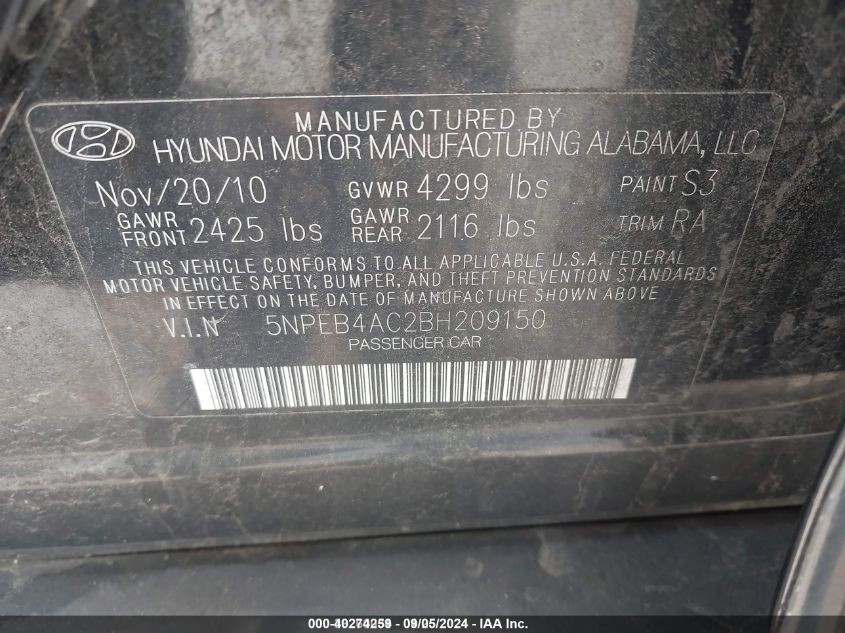 MANUFACTURED BY
HYUNDAI MOTOR MANUFACTURING ALABAMA, LLC
Nov/20/10 GVWR 4299 lbs PAINT S3
GAWR FRONT 2425 lbs GAWR REAR 2116 lbs TRIM RA
THIS VEHICLE CONFORMS TO ALL APPLICABLE U.S.A. FEDERAL
MOTOR VEHICLE SAFETY, BUMPER, AND THEFT PREVENTION STANDARDS
IN EFFECT ON THE DATE OF MANUFACTURE SHOWN ABOVE
V.I.N 5NPEB4AC2BH209150
PASSENGER CAR
- 09/05/2024 - IAA Inc.